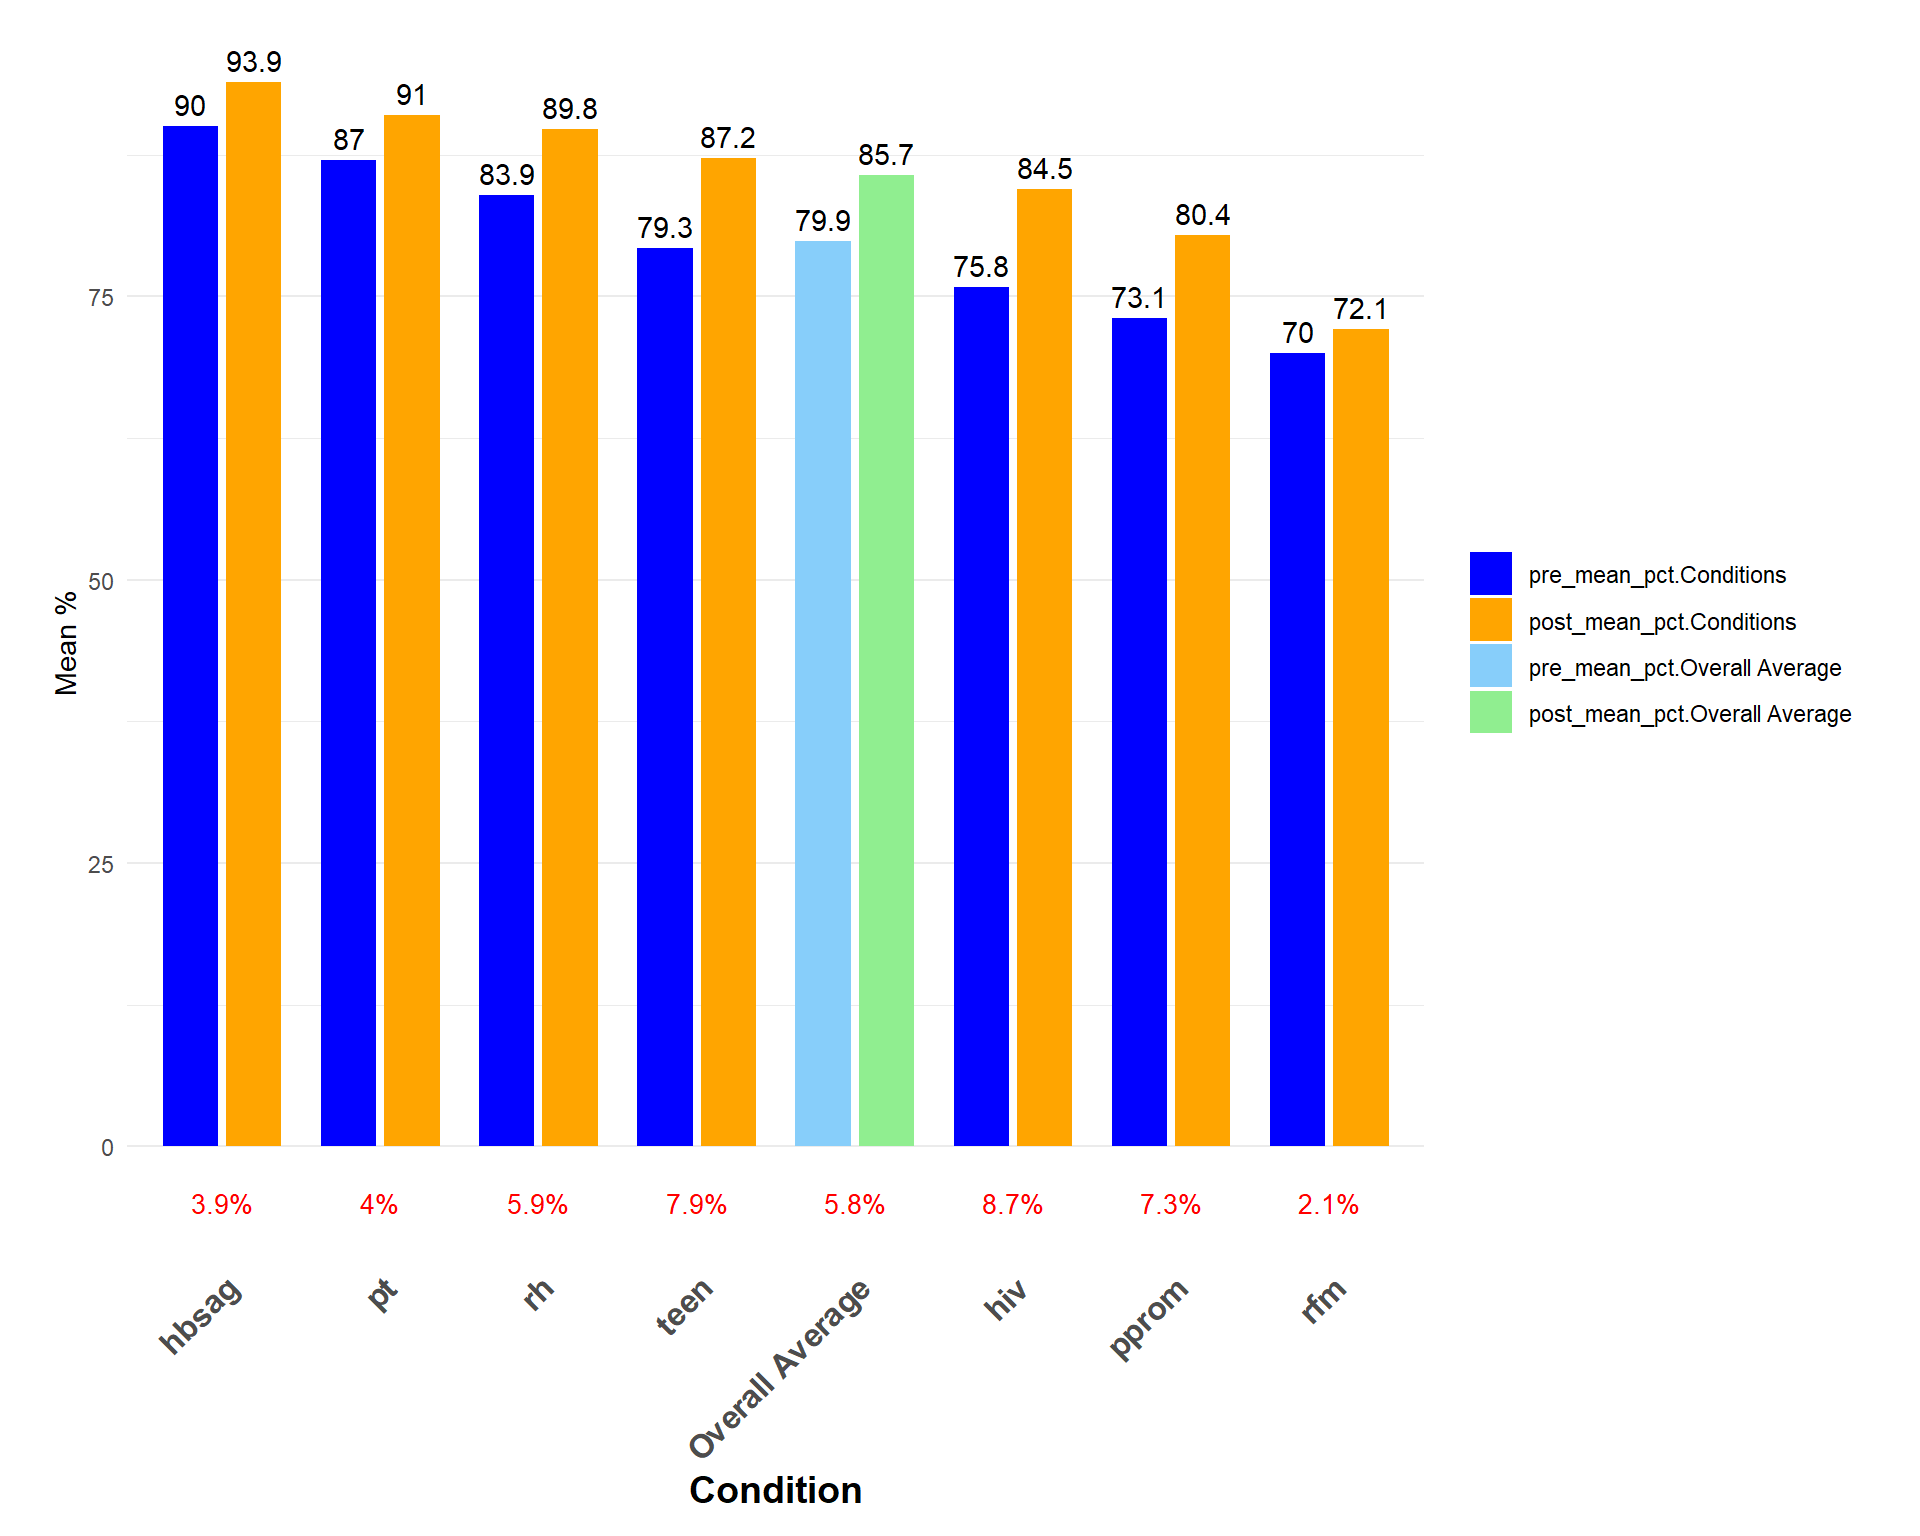 93.9
90
91
87
89.8
83.9
87.2
79.3
85.7
79.9
84.5
75.8
80.4
73.1
72.1
70
75
50
25
0
Mean %
3.9% 4% 5.9% 7.9% 5.8% 8.7% 7.3% 2.1%
hbsag
pt
rh
teen
Overall Average
hiv
pprom
rfm
Condition
pre_mean_pct.Conditions
post_mean_pct.Conditions
pre_mean_pct.Overall Average
post_mean_pct.Overall Average